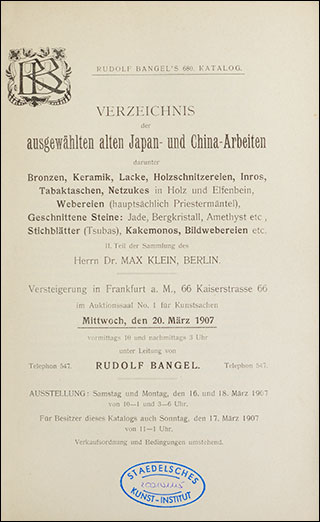 RB
RUDOLF BANGEL'S 680. KATALOG.
VERZEICHNIS
der
ausgewählten alten Japan- und China-Arbeiten
darunter
Bronzen, Keramik, Lacke, Holzschnitzereien, Inros,
Tabaktaschen, Netzukes in Holz und Elfenbein,
Webereien (hauptsächlich Priestermäntel),
Geschnittene Steine: Jade, Bergkristall, Amethyst etc.,
Stichblätter (Tsubas), Kakemonos, Bildwebereien etc.
II. Teil der Sammlung des
Herrn Dr. MAX KLEIN, BERLIN.
Versteigerung in Frankfurt a. M., 66 Kaiserstrasse 66
im Auktionssaal No. 1 für Kunstsachen
Mittwoch, den 20. März 1907
vormittags 10 und nachmittags 3 Uhr
unter Leitung von
Telephon 547. RUDOLF BANGEL. Telephon 547.
AUSSTELLUNG: Samstag und Montag, den 16. und 18. März 1907
von 10—1 und 3—6 Uhr,
Für Besitzer dieses Katalogs auch Sonntag, den 17. März 1907
von 11—1 Uhr.
Verkaufsordnung und Bedingungen umstehend.
STAEDELSCHES
KUNST-INSTITUT